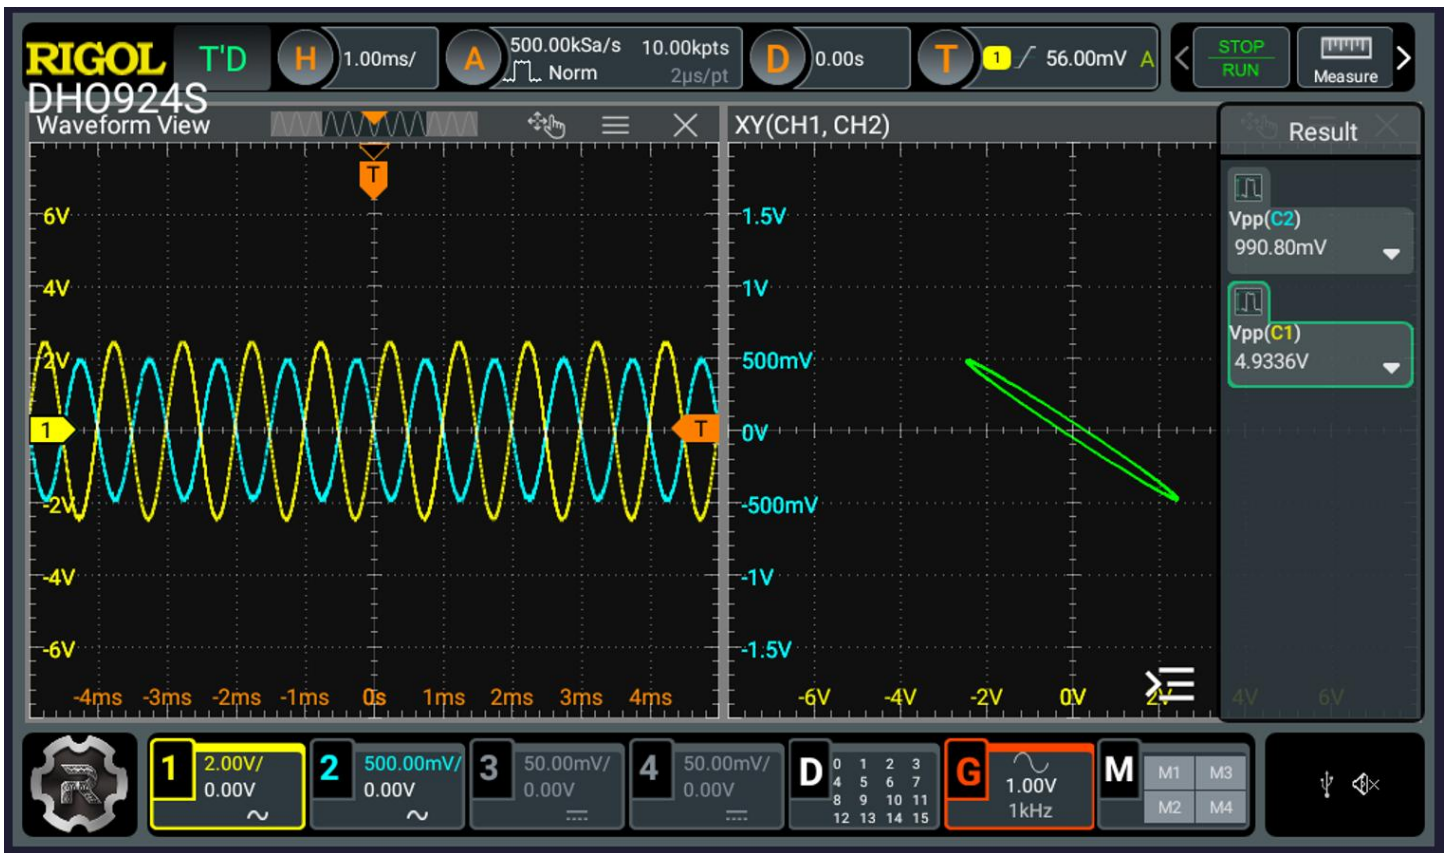 RIGOL
DHO924S
T'D
H 1.00ms/
A 500.00kSa/s 10.00kpts
Norm 2µs/pt
D 0.00s
T 1 56.00mV A
STOP
RUN
Measure
Waveform View
XY(CH1, CH2)
Result
Vpp(C2)
990.80mV
Vpp(C1)
4.9336V
T
6V
4V
2V
1
T
-2V
-4V
-6V
-4ms -3ms -2ms -1ms 0s 1ms 2ms 3ms 4ms
1.5V
1V
500mV
0V
-500mV
-1V
-1.5V
-6V -4V -2V 0V 2V 4V 6V
1 2.00V/
0.00V
2 500.00mV/
0.00V
3 50.00mV/
0.00V
4 50.00mV/
0.00V
D 0 1 2 3
4 5 6 7
8 9 10 11
12 13 14 15
G 1.00V
1kHz
M M1 M3
M2 M4
R